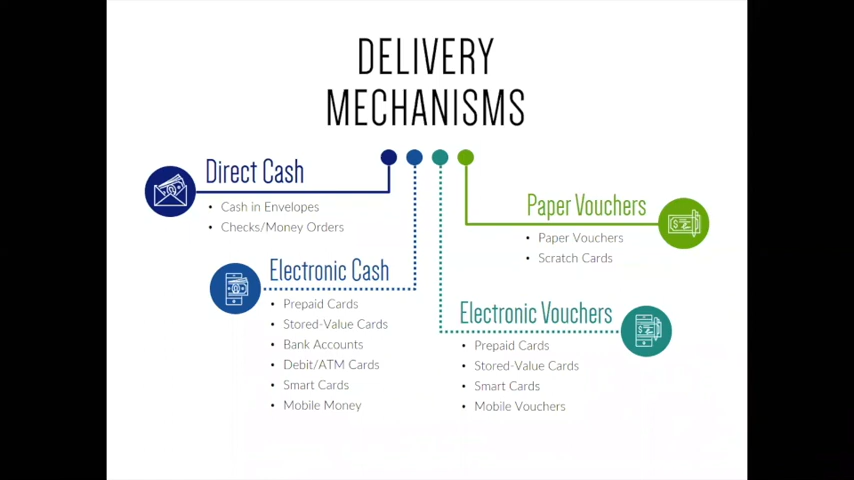 DELIVERY
MECHANISMS
Direct Cash
• Cash in Envelopes
• Checks/Money Orders
Electronic Cash
• Prepaid Cards
• Stored-Value Cards
• Bank Accounts
• Debit/ATM Cards
• Smart Cards
• Mobile Money
Paper Vouchers
• Paper Vouchers
• Scratch Cards
Electronic Vouchers
• Prepaid Cards
• Stored-Value Cards
• Smart Cards
• Mobile Vouchers